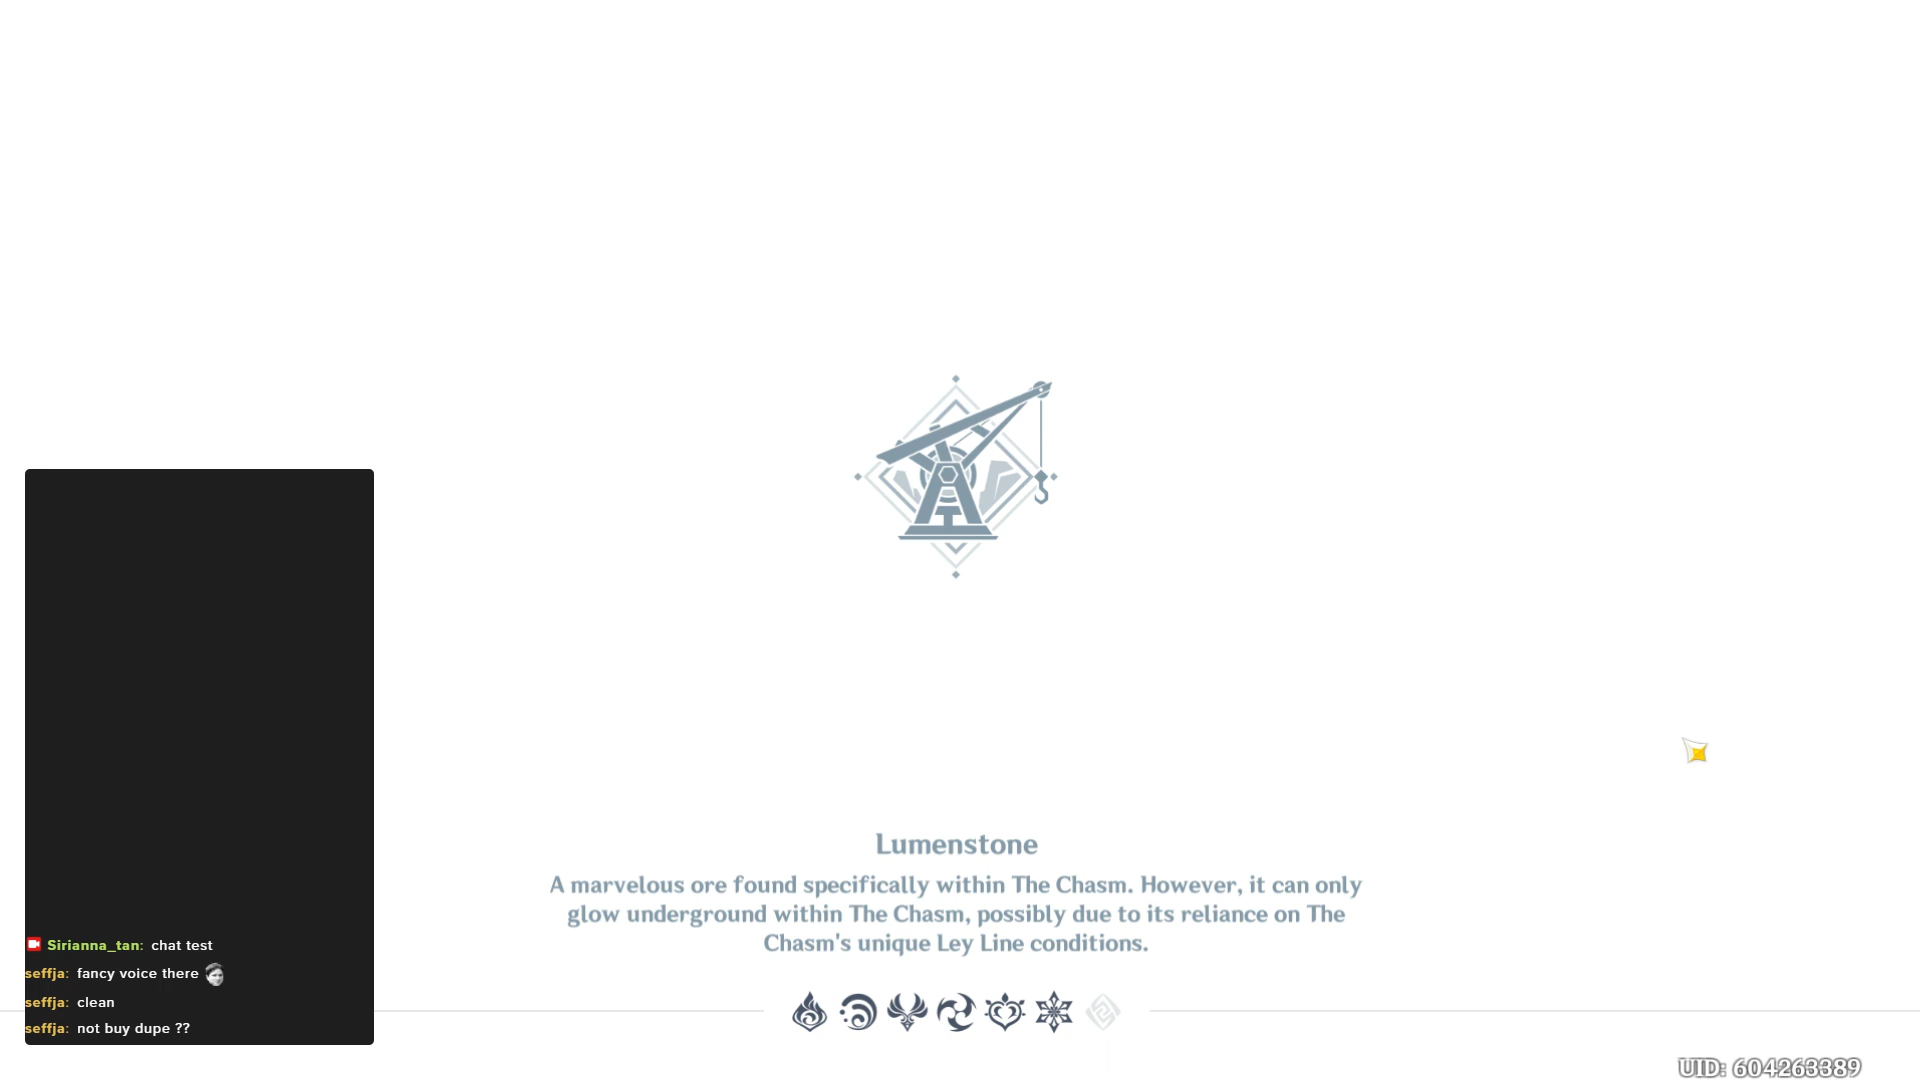 Lumenstone
A marvelous ore found specifically within The Chasm. However, it can only
glow underground within The Chasm, possibly due to its reliance on The
Chasm's unique Ley Line conditions.
Sirianna_tan: chat test
seffja: fancy voice there
seffja: clean
seffja: not buy dupe ??
UID: 604263389